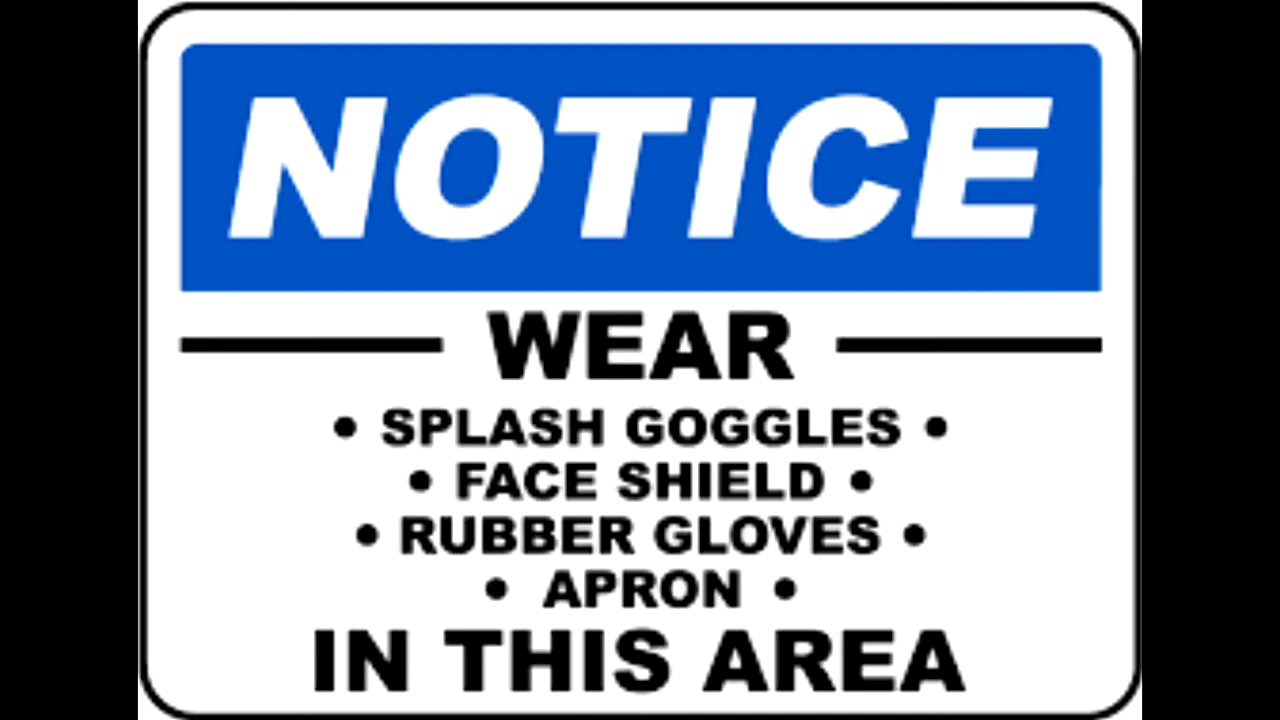 NOTICE
WEAR
• SPLASH GOGGLES •
• FACE SHIELD •
• RUBBER GLOVES •
• APRON •
IN THIS AREA